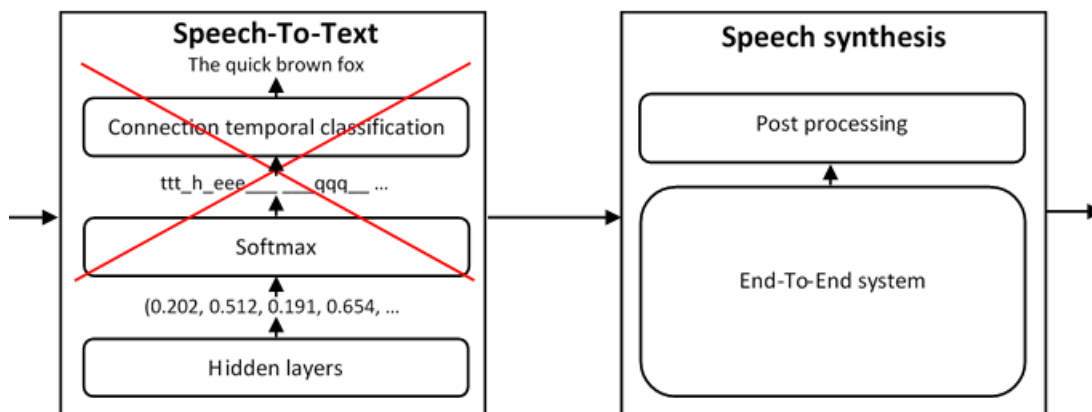 Speech-To-Text
The quick brown fox
Connection temporal classification
ttt_h_eee___ ___qqq__ ...
Softmax
(0.202, 0.512, 0.191, 0.654, ...
Hidden layers
Speech synthesis
Post processing
End-To-End system